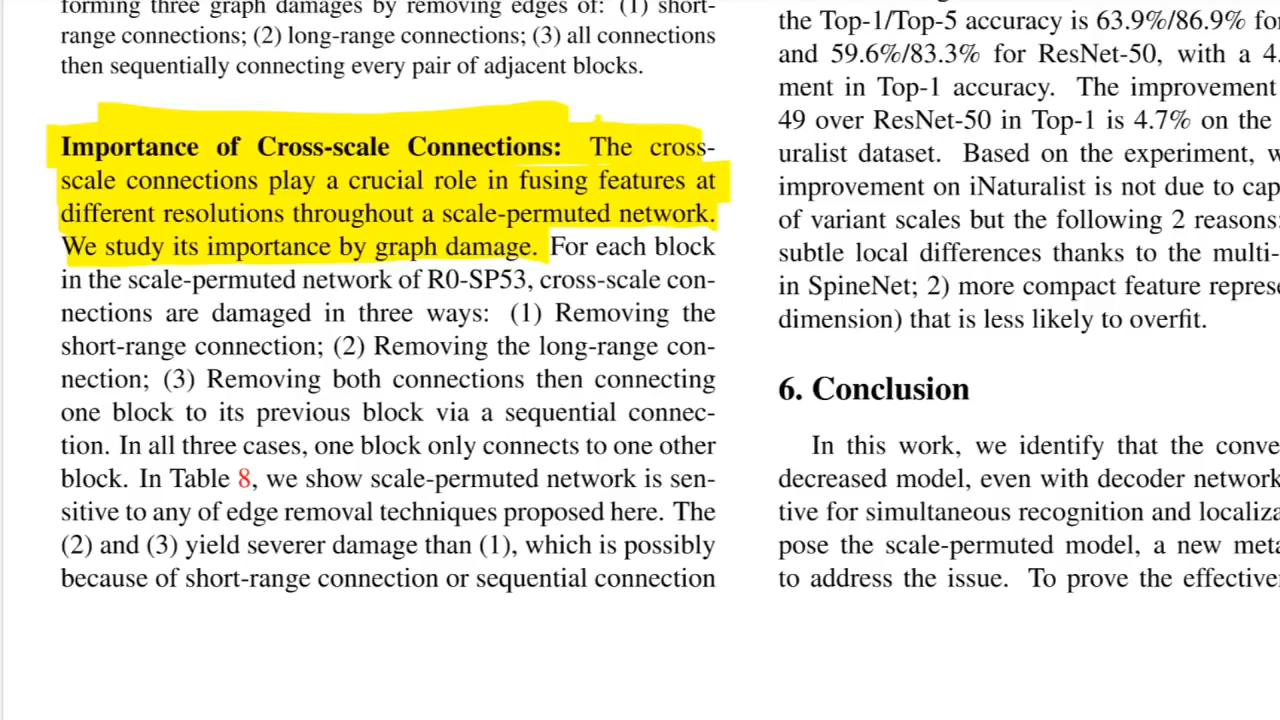 forming three graph damages by removing edges of: (1) short-
range connections; (2) long-range connections; (3) all connections
then sequentially connecting every pair of adjacent blocks.
Importance of Cross-scale Connections: The cross-
scale connections play a crucial role in fusing features at
different resolutions throughout a scale-permuted network.
We study its importance by graph damage. For each block
in the scale-permuted network of R0-SP53, cross-scale con-
nections are damaged in three ways: (1) Removing the
short-range connection; (2) Removing the long-range con-
nection; (3) Removing both connections then connecting
one block to its previous block via a sequential connec-
tion. In all three cases, one block only connects to one other
block. In Table 8, we show scale-permuted network is sen-
sitive to any of edge removal techniques proposed here. The
(2) and (3) yield severer damage than (1), which is possibly
because of short-range connection or sequential connection
the Top-1/Top-5 accuracy is 63.9%/86.9% for
and 59.6%/83.3% for ResNet-50, with a 4.
ment in Top-1 accuracy. The improvement
49 over ResNet-50 in Top-1 is 4.7% on the
uralist dataset. Based on the experiment, w
improvement on iNaturalist is not due to cap
of variant scales but the following 2 reasons:
subtle local differences thanks to the multi-
in SpineNet; 2) more compact feature represe
dimension) that is less likely to overfit.
6. Conclusion
In this work, we identify that the conve
decreased model, even with decoder network
tive for simultaneous recognition and localiza
pose the scale-permuted model, a new meta
to address the issue. To prove the effective